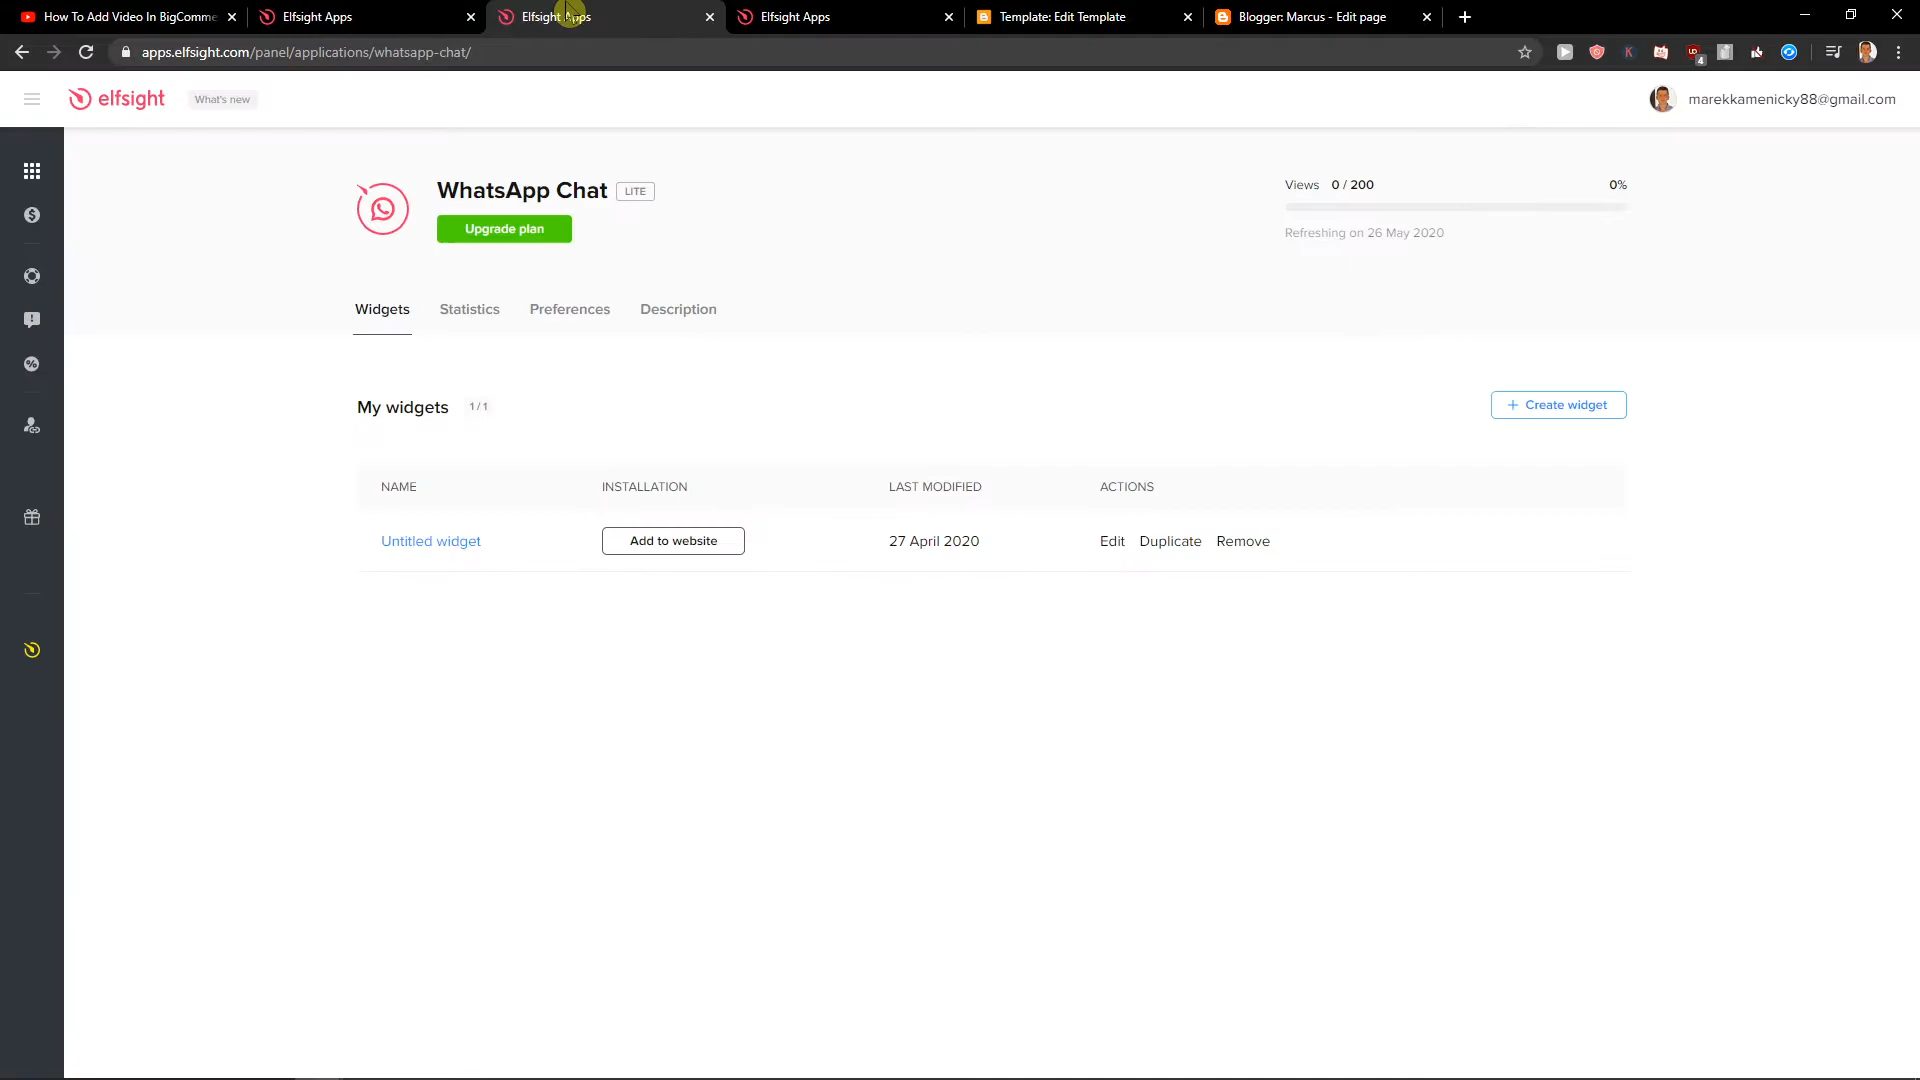 How To Add Video In BigComme
Elfsight Apps
Elfsight Apps
Elfsight Apps
Template: Edit Template
Blogger: Marcus - Edit page
apps.elfsight.com/panel/applications/whatsapp-chat/
K
UD
4
elfsight
What's new
marekkamenicky88@gmail.com
WhatsApp Chat
LITE
Upgrade plan
Views 0 / 200
0%
Refreshing on 26 May 2020
Widgets
Statistics
Preferences
Description
My widgets
1 / 1
+ Create widget
NAME
INSTALLATION
LAST MODIFIED
ACTIONS
Untitled widget
Add to website
27 April 2020
Edit
Duplicate
Remove